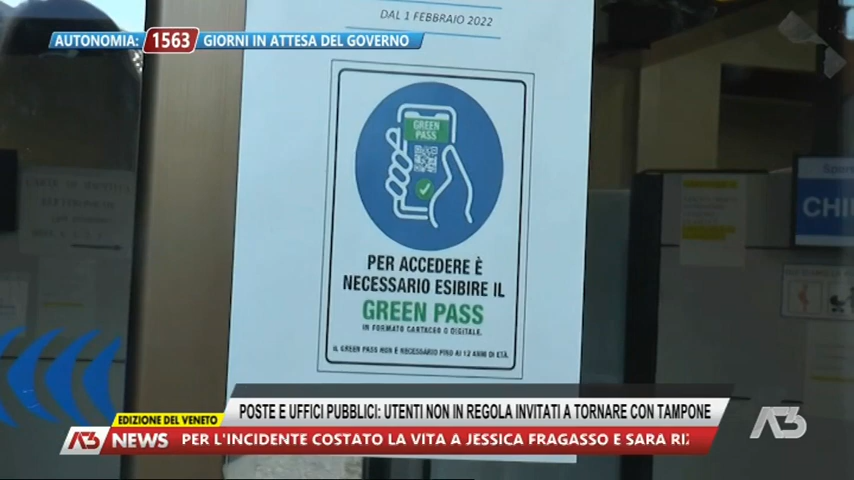 DAL 1 FEBBRAIO 2022
AUTONOMIA: 1563 GIORNI IN ATTESA DEL GOVERNO
GREEN
PASS
PER ACCEDERE È
NECESSARIO ESIBIRE IL
GREEN PASS
IN FORMATO CARTACEO O DIGITALE.
IL GREEN PASS NON È NECESSARIO FINO AI 12 ANNI DI ETÀ.
CHI
EDIZIONE DEL VENETO
POSTE E UFFICI PUBBLICI: UTENTI NON IN REGOLA INVITATI A TORNARE CON TAMPONE
A3 NEWS PER L'INCIDENTE COSTATO LA VITA A JESSICA FRAGASSO E SARA RIZ
A3